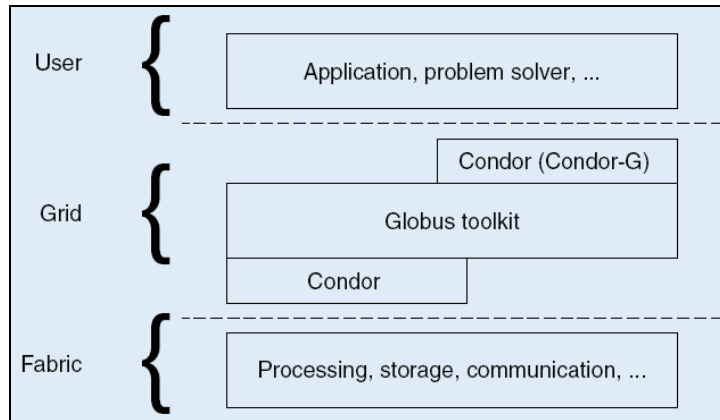 User
Application, problem solver, ...
Condor (Condor-G)
Grid
Globus toolkit
Condor
Fabric
Processing, storage, communication, ...